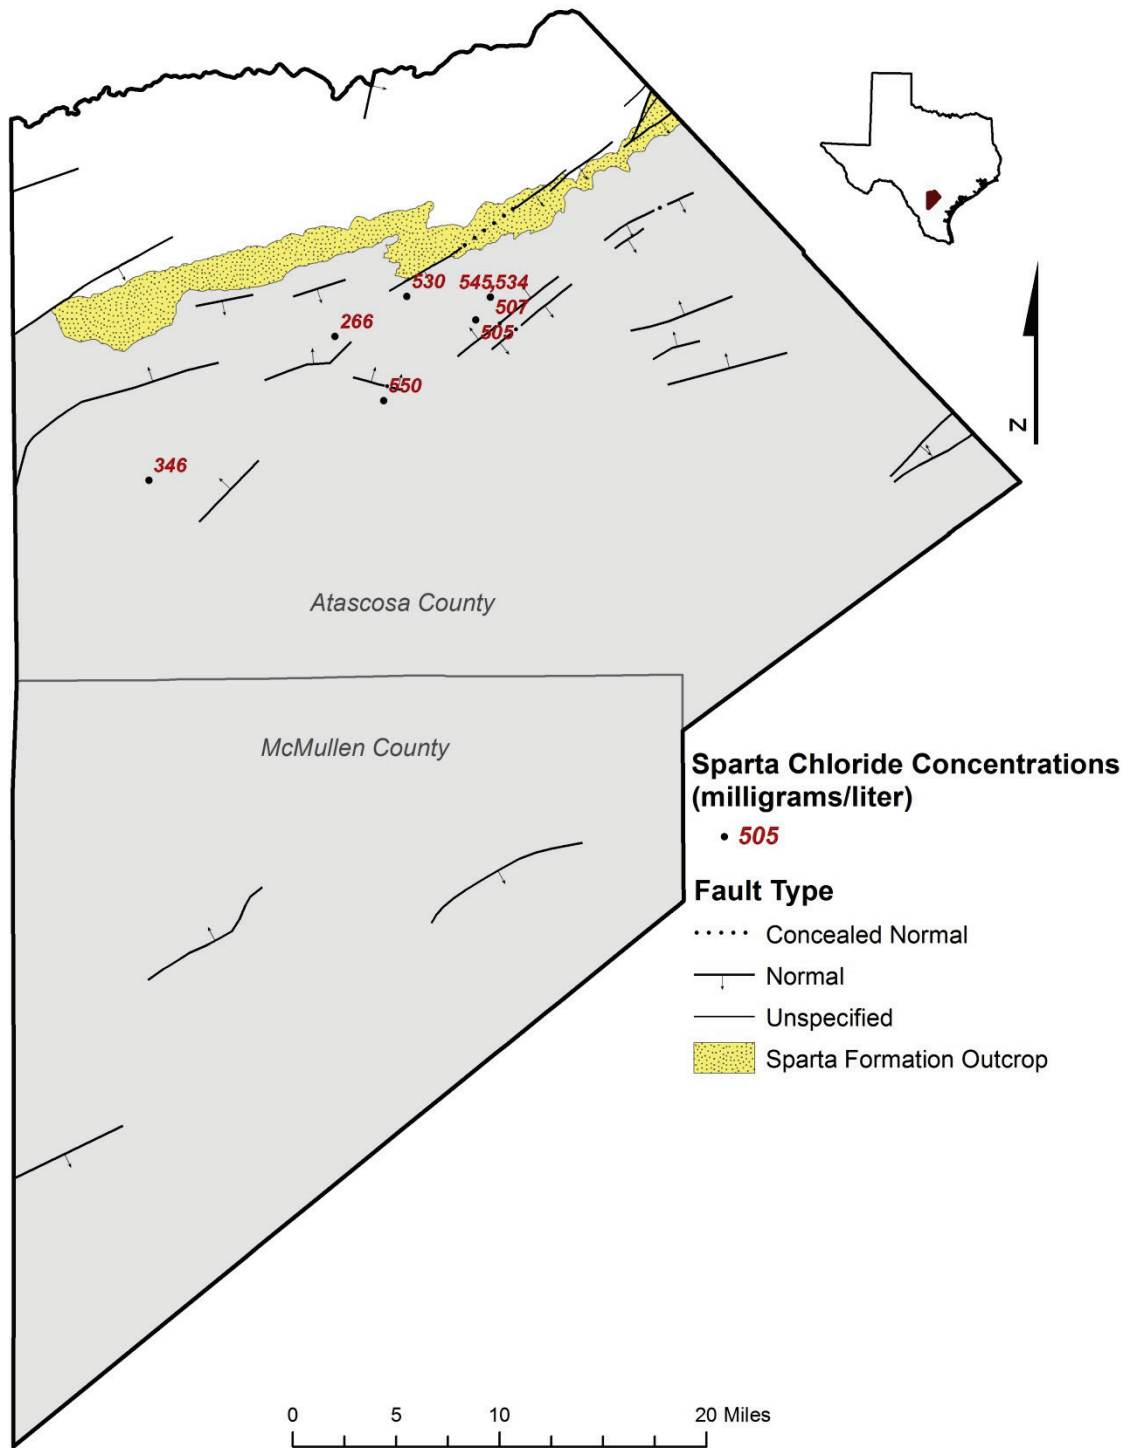 530
545,534
507
505
266
550
346
N
Atascosa County
McMullen County
Sparta Chloride Concentrations
(milligrams/liter)
505
Fault Type
Concealed Normal
Normal
Unspecified
Sparta Formation Outcrop
0 5 10 20 Miles